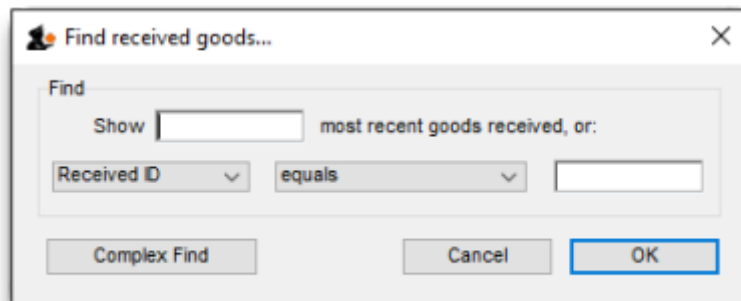 Find received goods...
Find
Show most recent goods received, or:
Received ID equals
Complex Find Cancel OK